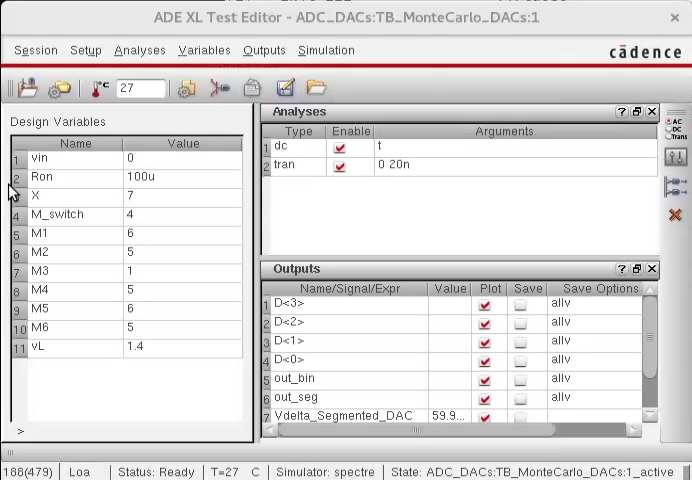 ADE XL Test Editor - ADC_DACs:TB_MonteCarlo_DACs:1
Session Setup Analyses Variables Outputs Simulation
cādence
°C 27
Design Variables
Name Value
1 vin 0
2 Ron 100u
X 7
4 M_switch 4
5 M1 6
6 M2 5
7 M3 1
8 M4 5
9 M5 6
10 M6 5
11 vL 1.4
>
Analyses
Type Enable Arguments
1 dc t
2 tran 0 20n
AC
DC
Trans
Outputs
Name/Signal/Expr Value Plot Save Save Options
1 D<3> allv
2 D<2> allv
3 D<1> allv
4 D<0> allv
5 out_bin allv
6 out_seg allv
7 Vdelta_Segmented_DAC 59.9...
188(479) Loa Status: Ready T=27 C Simulator: spectre State: ADC_DACs:TB_MonteCarlo_DACs:1_active